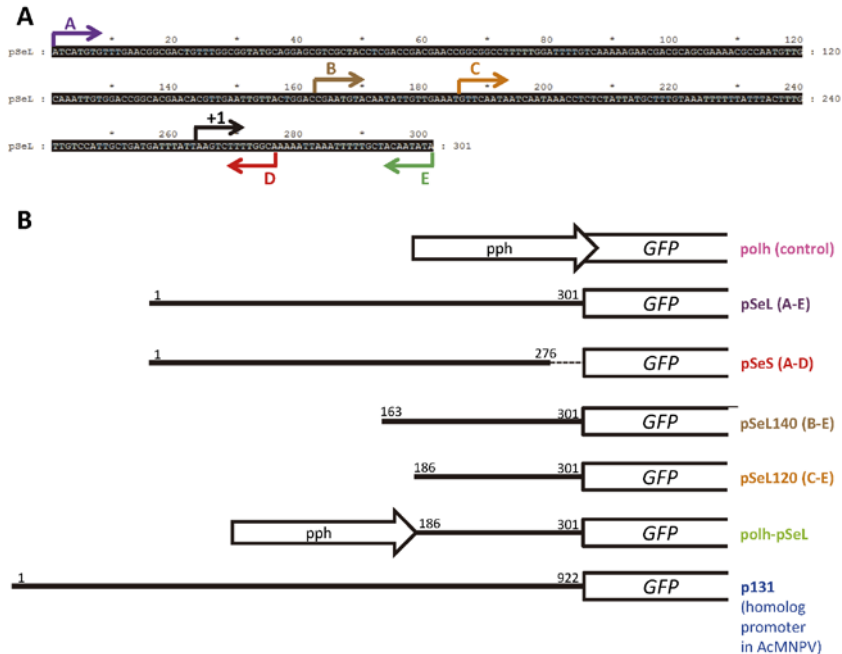 A
A
20 * 40 * 60 * 80 * 100 * 120
pSeL : ATCATGTGTTTGAACGGCGACTGTTTGGCGGTATGCAGGAGCGTCGCTACCTCGACCGACGAACCGGCGGCCTTTTTGGATTTTGTCAAAAAGAACGACGCAGCGAAAACGCCAATGTTG : 120
B C
* 140 * 160 * 180 * 200 * 220 * 240
pSeL : CAAATTGTGGACCGGCACGAACACGTTGAATTGTTACTGGACCGAATGTACAATATTGTTGAAATGTTCAATAATCAATAAACCTCTCTATTATGCTTTGTAAATTTTTTATTTACTTTG : 240
+1
* 260 * 280 * 300
pSeL : TTGTCCATTGCTGATGATTTATTAAGTCTTTTGGCAAAAATTAAATTTTTGCTACAATATA : 301
D E
B
pph GFP polh (control)
1 301 GFP pSeL (A-E)
1 276 GFP pSeS (A-D)
163 301 GFP pSeL140 (B-E)
186 301 GFP pSeL120 (C-E)
pph 186 301 GFP polh-pSeL
1 922 GFP p131
(homolog
promoter
in AcMNPV)